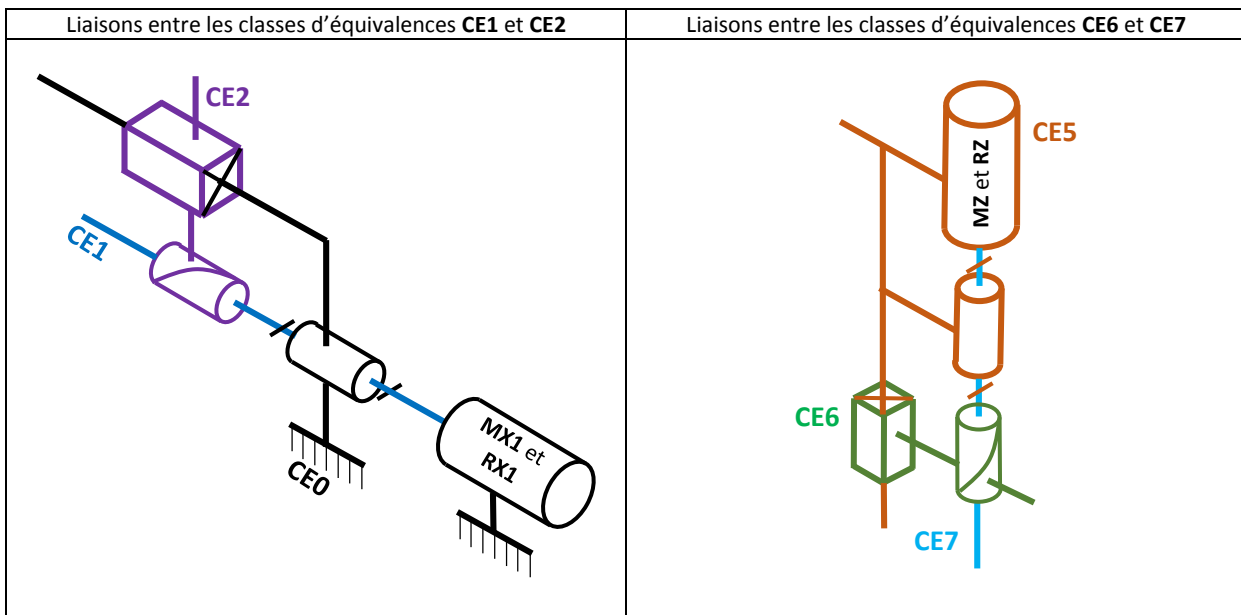 Liaisons entre les classes d’équivalences CE1 et CE2
Liaisons entre les classes d’équivalences CE6 et CE7
CE2
CE1
CE0
MX1 et
RX1
CE5
MZ et RZ
CE6
CE7